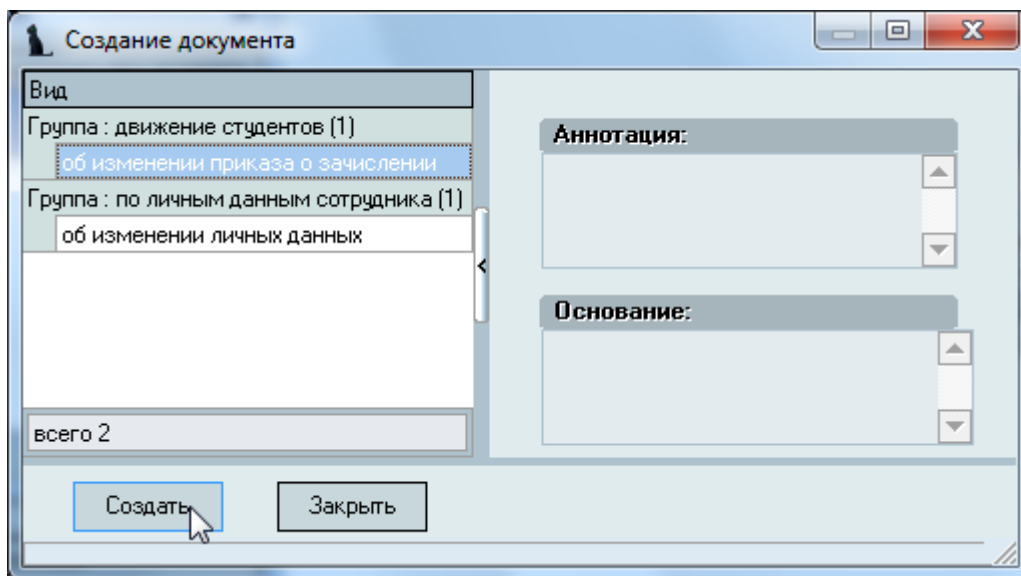 Создание документа
Вид
Группа : движение студентов (1)
об изменении приказа о зачислении
Группа : по личным данным сотрудника (1)
об изменении личных данных
всего 2
Аннотация:
Основание:
Создать
Закрыть